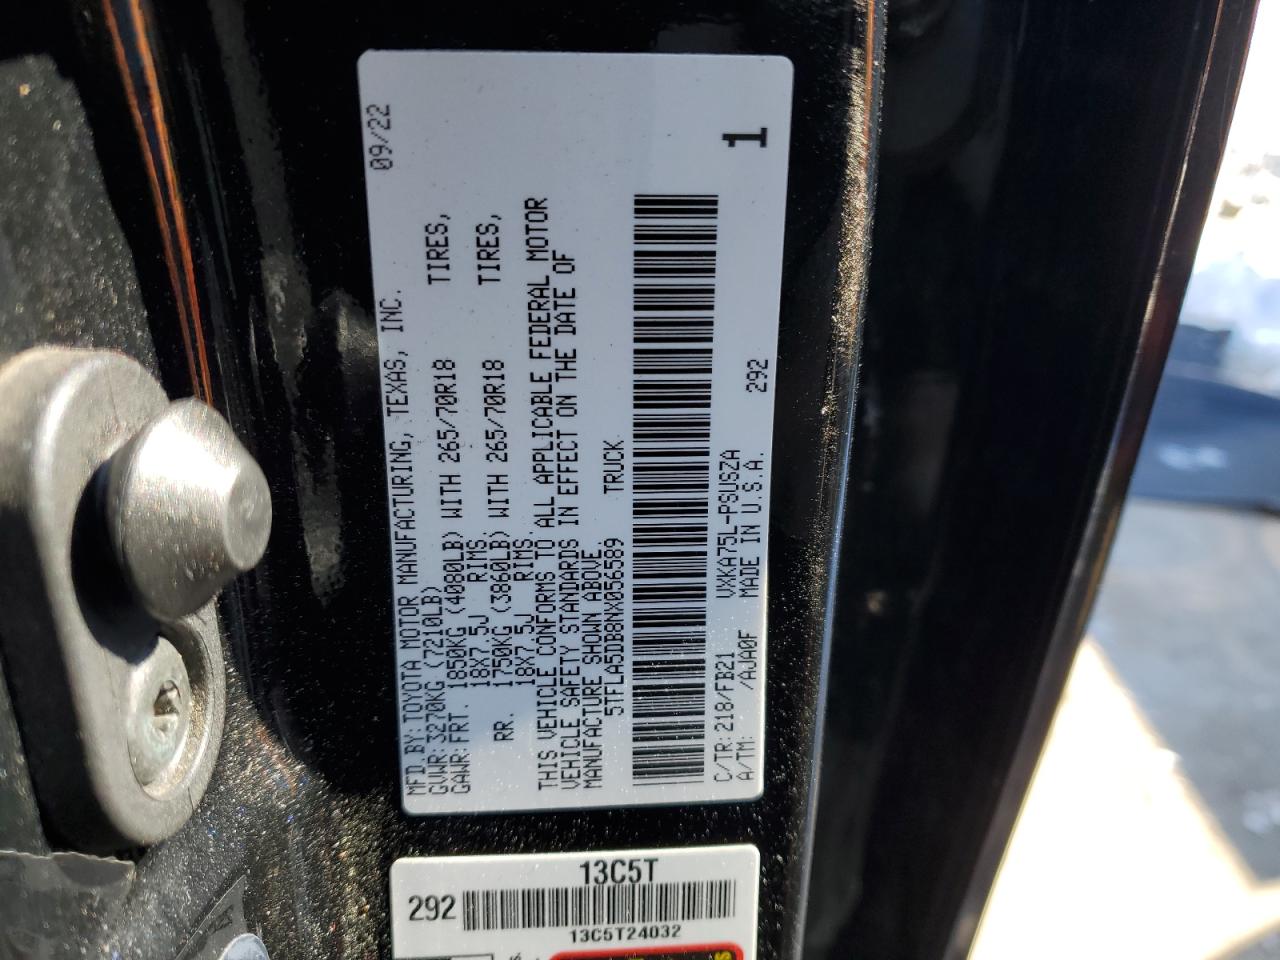 MFD.BY:TOYOTA MOTOR MANUFACTURING, TEXAS, INC. 09/22
GVWR:3270KG (7210LB)
GAWR:FRT. 1850KG (4080LB) WITH 265/70R18 TIRES,
18X7.5J RIMS,
RR. 1750KG (3860LB) WITH 265/70R18 TIRES,
18X7.5J RIMS.
THIS VEHICLE CONFORMS TO ALL APPLICABLE FEDERAL MOTOR
VEHICLE SAFETY STANDARDS IN EFFECT ON THE DATE OF
MANUFACTURE SHOWN ABOVE.
5TFLA5DB8NX056589 TRUCK.
C/TR:218/FB21 VXKA75L-PSUSZA
A/TM: /AJA0F MADE IN U.S.A. 292
1
13C5T
292
13C5T24032